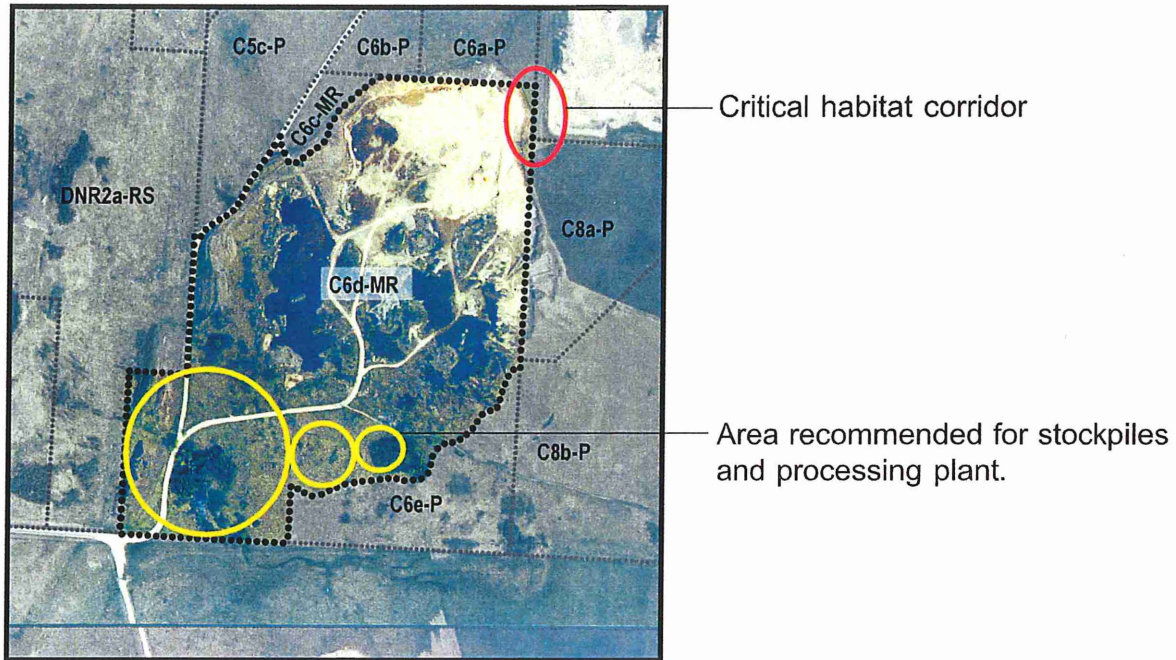 C5c-P
C6b-P
C6a-P
C6c-MR
Critical habitat corridor
DNR2a-RS
C8a-P
C6d-MR
Area recommended for stockpiles
and processing plant.
C8b-P
C6e-P